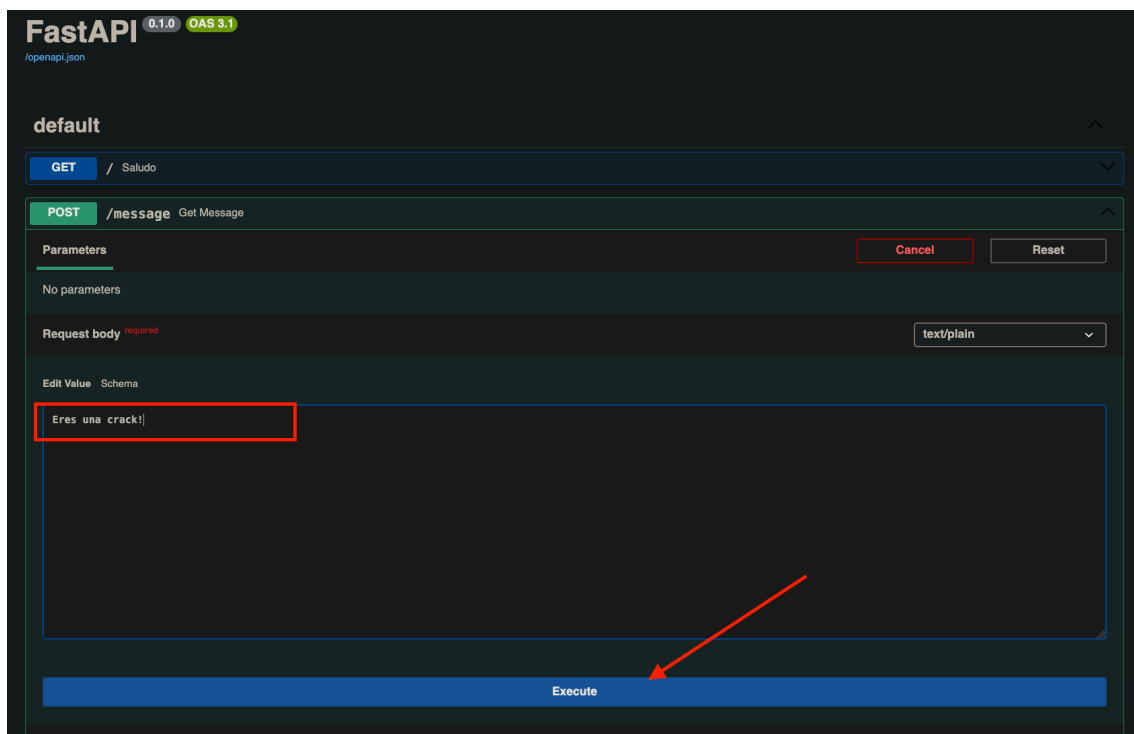 FastAPI 0.1.0 OAS 3.1
/openapi.json
default
GET / Saludo
POST /message Get Message
Parameters Cancel Reset
No parameters
Request body required text/plain
Edit Value Schema
Eres una crack!
Execute